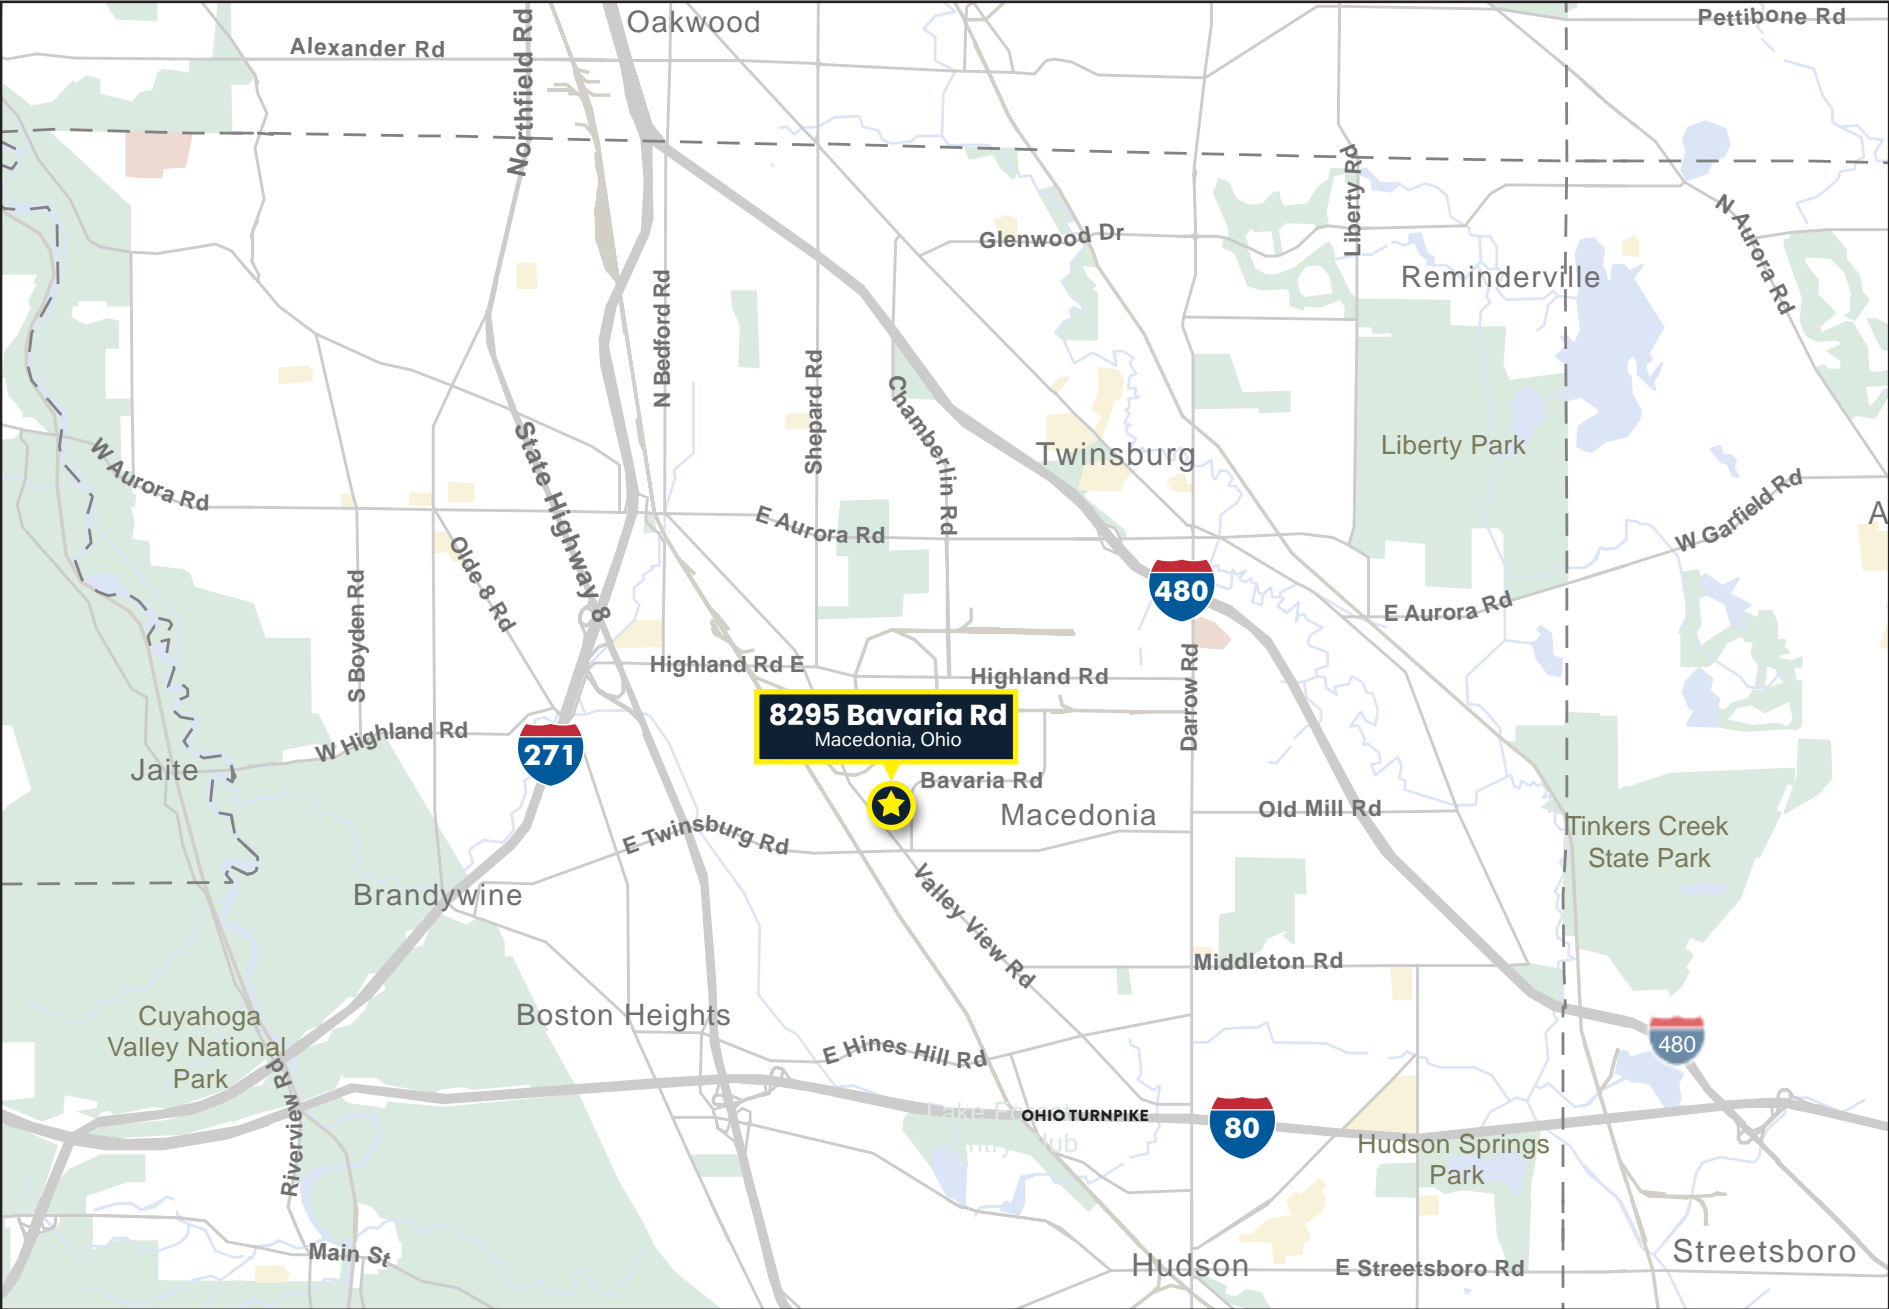 Oakwood
Pettibone Rd
Alexander Rd
Northfield Rd
Liberty Rd
N Aurora Rd
Glenwood Dr
Reminderville
N Bedford Rd
Shepard Rd
Chamberlin Rd
State Highway 8
Twinsburg
Liberty Park
W Aurora Rd
E Aurora Rd
W Garfield Rd
A
Olde 8 Rd
S Boyden Rd
480
E Aurora Rd
Highland Rd E
Highland Rd
Darrow Rd
8295 Bavaria Rd
Macedonia, Ohio
W Highland Rd
271
Jaite
Bavaria Rd
Macedonia
Old Mill Rd
E Twinsburg Rd
Tinkers Creek
State Park
Brandywine
Valley View Rd
Middleton Rd
Cuyahoga
Valley National
Park
Boston Heights
E Hines Hill Rd
480
Riverview Rd
Lake
OHIO TURNPIKE
80
Hudson Springs
Park
Main St
Hudson
E Streetsboro Rd
Streetsboro